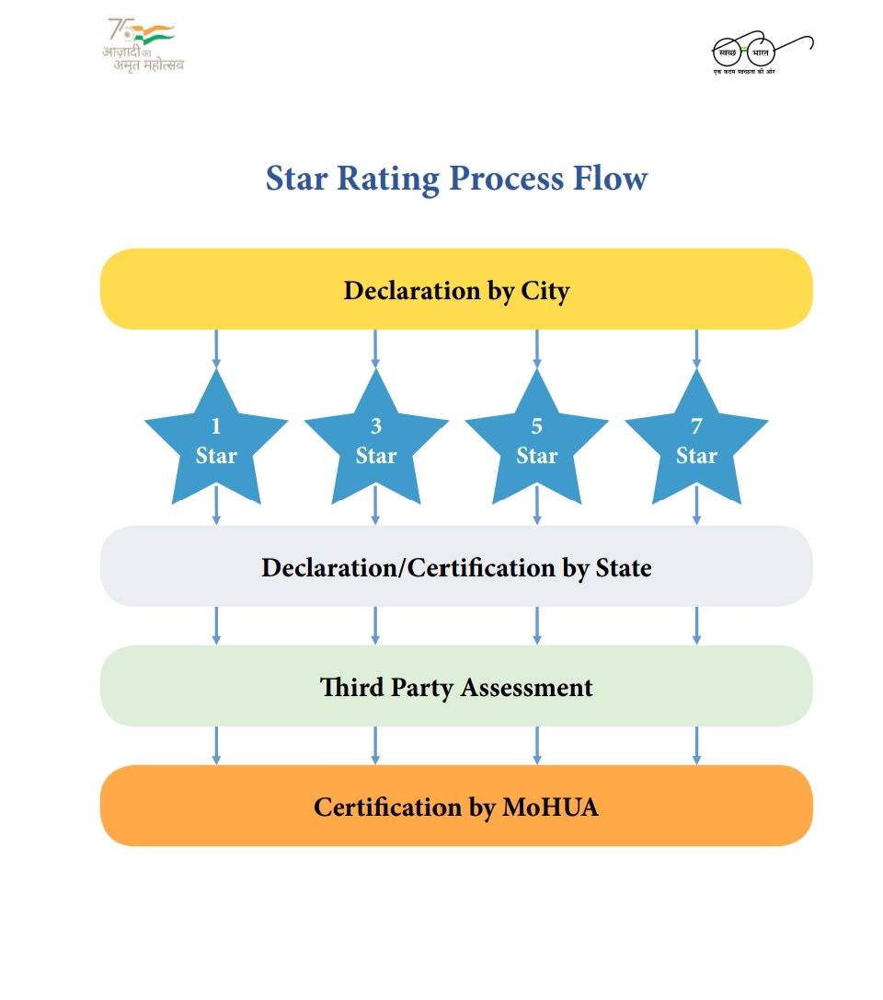 75
आज़ादी का
अमृत महोत्सव
स्वच्छ भारत
एक कदम स्वच्छता की ओर
Star Rating Process Flow
Declaration by City
1
Star
3
Star
5
Star
7
Star
Declaration/Certification by State
Third Party Assessment
Certification by MoHUA